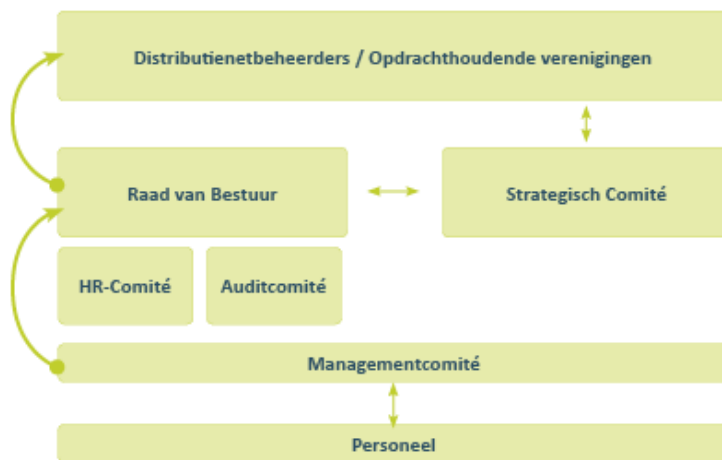 Distributienetbeheerders / Opdrachthoudende verenigingen
Raad van Bestuur
Strategisch Comité
HR-Comité
Auditcomité
Managementcomité
Personeel